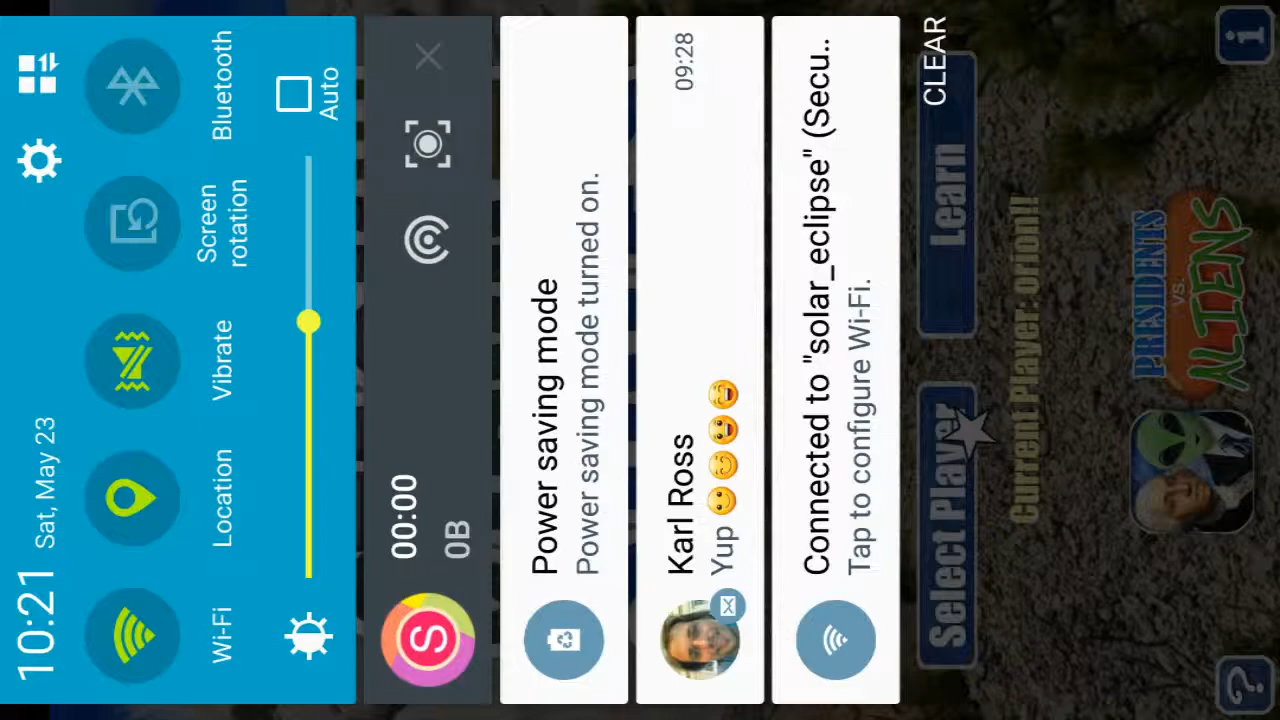 10:21 Sat, May 23
Wi-Fi Location Vibrate Screen rotation Bluetooth
Auto
00:00
0B
Power saving mode
Power saving mode turned on.
Karl Ross 09:28
Yup 🙂😉😃😄
Connected to "solar_eclipse" (Secu..
Tap to configure Wi-Fi.
CLEAR
Select Player Learn
Current Player: orion!!
PRESIDENTS
vs.
ALIENS